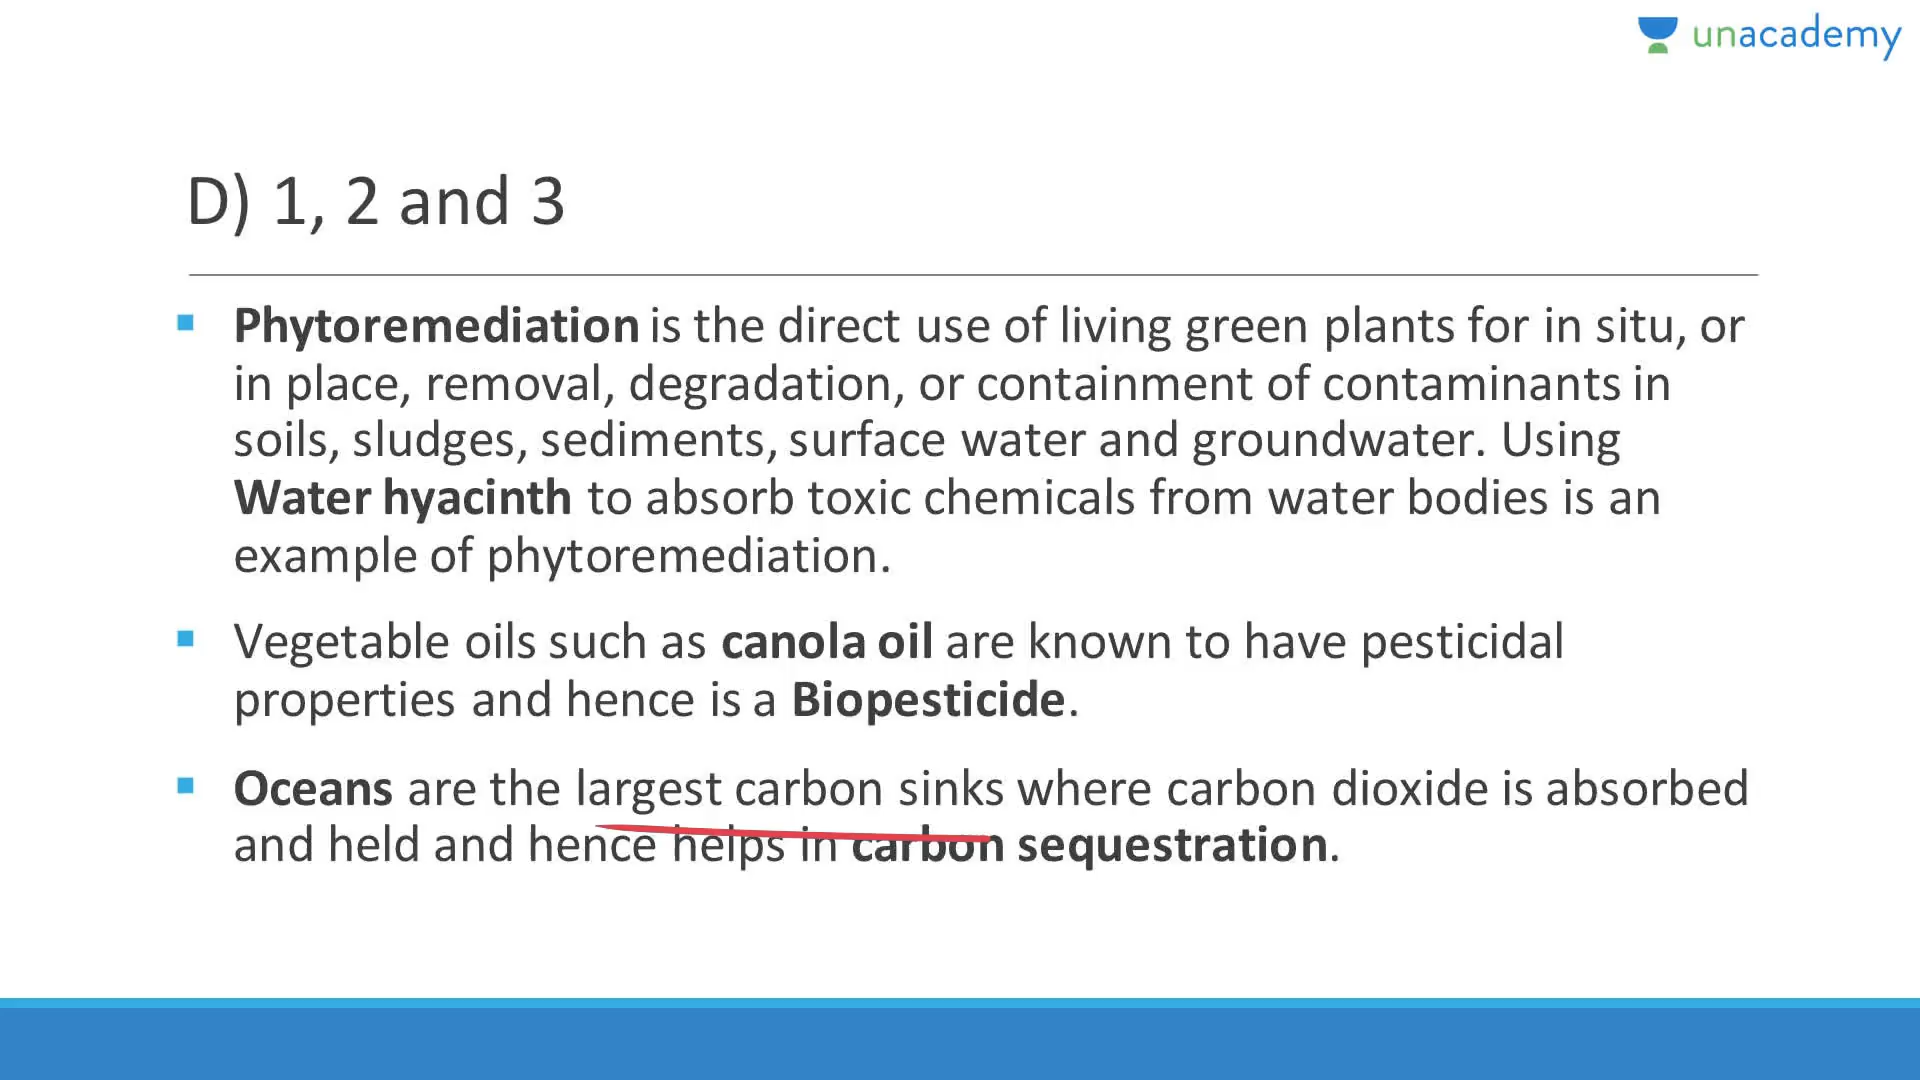 unacademy
D) 1, 2 and 3
Phytoremediation is the direct use of living green plants for in situ, or
in place, removal, degradation, or containment of contaminants in
soils, sludges, sediments, surface water and groundwater. Using
Water hyacinth to absorb toxic chemicals from water bodies is an
example of phytoremediation.
Vegetable oils such as canola oil are known to have pesticidal
properties and hence is a Biopesticide.
Oceans are the largest carbon sinks where carbon dioxide is absorbed
and held and hence helps in carbon sequestration.